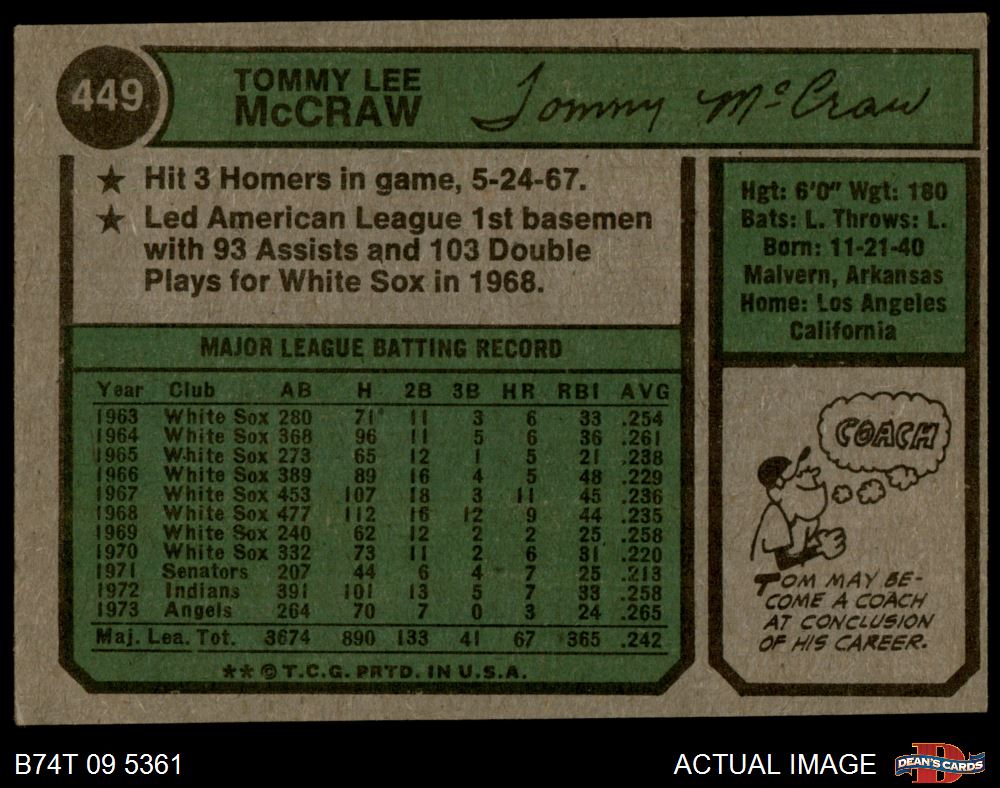 449
TOMMY LEE
McCRAW
Tommy McCraw
★ Hit 3 Homers in game, 5-24-67.
★ Led American League 1st basemen
with 93 Assists and 103 Double
Plays for White Sox in 1968.
Hgt: 6'0" Wgt: 180
Bats: L. Throws: L.
Born: 11-21-40
Malvern, Arkansas
Home: Los Angeles
California
MAJOR LEAGUE BATTING RECORD
Year Club AB H 2B 3B HR RBI AVG
1963 White Sox 280 71 11 3 6 33 .254
1964 White Sox 368 96 11 5 6 36 .261
1965 White Sox 273 65 12 1 5 21 .238
1966 White Sox 389 89 16 4 5 48 .229
1967 White Sox 453 107 18 3 11 45 .236
1968 White Sox 477 112 16 12 9 44 .235
1969 White Sox 240 62 12 2 2 25 .258
1970 White Sox 332 73 11 2 6 31 .220
1971 Senators 207 44 6 4 7 25 .213
1972 Indians 391 101 13 5 7 33 .258
1973 Angels 264 70 7 0 3 24 .265
Maj. Lea. Tot. 3674 890 133 41 67 365 .242
** © T.C.G. PRTD. IN U.S.A.
COACH
TOM MAY BE-
COME A COACH
AT CONCLUSION
OF HIS CAREER.
B74T 09 5361
ACTUAL IMAGE
DEAN'S CARDS